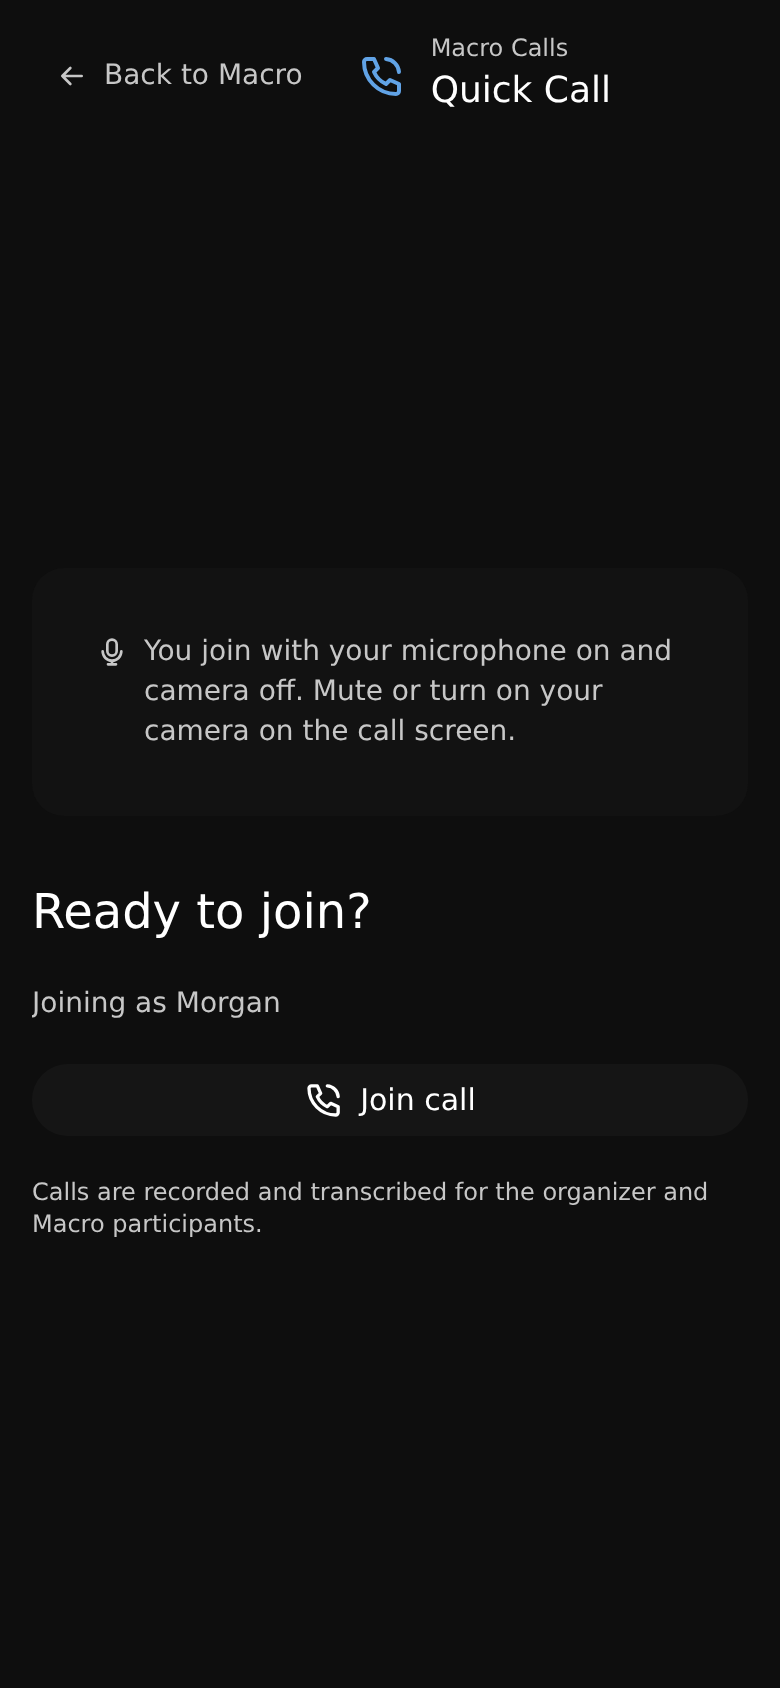 Back to Macro
Macro Calls
Quick Call
You join with your microphone on and
camera off. Mute or turn on your
camera on the call screen.
Ready to join?
Joining as Morgan
Join call
Calls are recorded and transcribed for the organizer and
Macro participants.